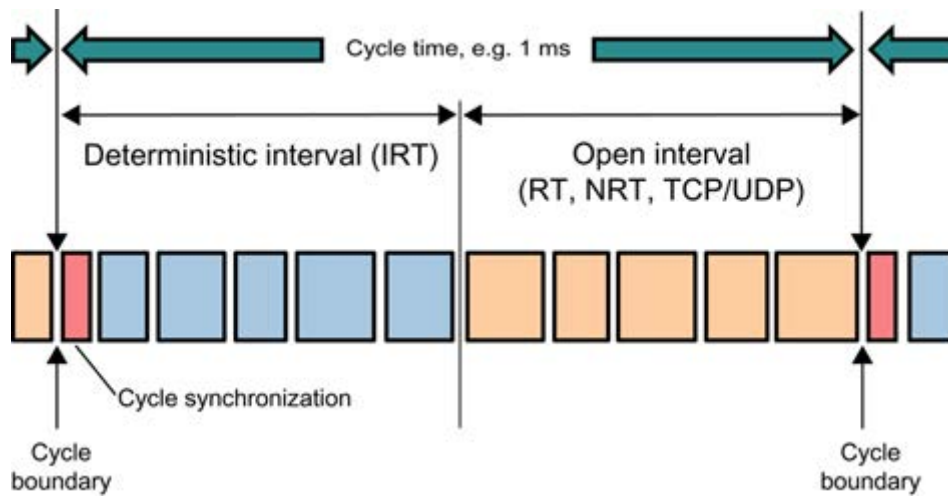 Cycle time, e.g. 1 ms
Deterministic interval (IRT)
Open interval
(RT, NRT, TCP/UDP)
Cycle synchronization
Cycle
boundary
Cycle
boundary